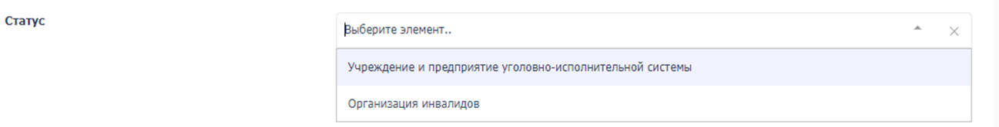 Статус
Выберите элемент..
Учреждение и предприятие уголовно-исполнительной системы
Организация инвалидов